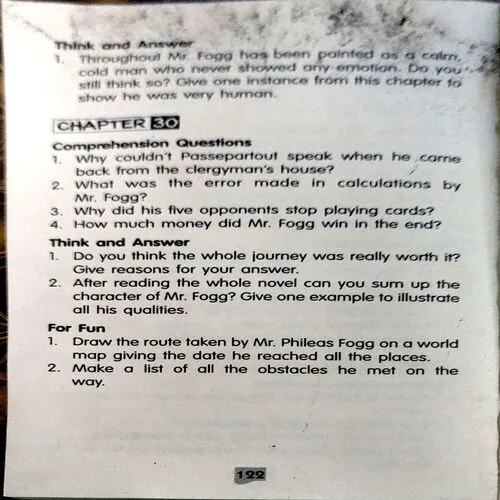 Think and Answer
1. Throughout Mr. Fogg has been painted as a calm,
cold man who never showed any emotion. Do you
still think so? Give one instance from this chapter to
show he was very human.
CHAPTER 30
Comprehension Questions
1. Why couldn't Passepartout speak when he came
back from the clergyman's house?
2. What was the error made in calculations by
Mr. Fogg?
3. Why did his five opponents stop playing cards?
4. How much money did Mr. Fogg win in the end?
Think and Answer
1. Do you think the whole journey was really worth it?
Give reasons for your answer.
2. After reading the whole novel can you sum up the
character of Mr. Fogg? Give one example to illustrate
all his qualities.
For Fun
1. Draw the route taken by Mr. Phileas Fogg on a world
map giving the date he reached all the places.
2. Make a list of all the obstacles he met on the
way.
122